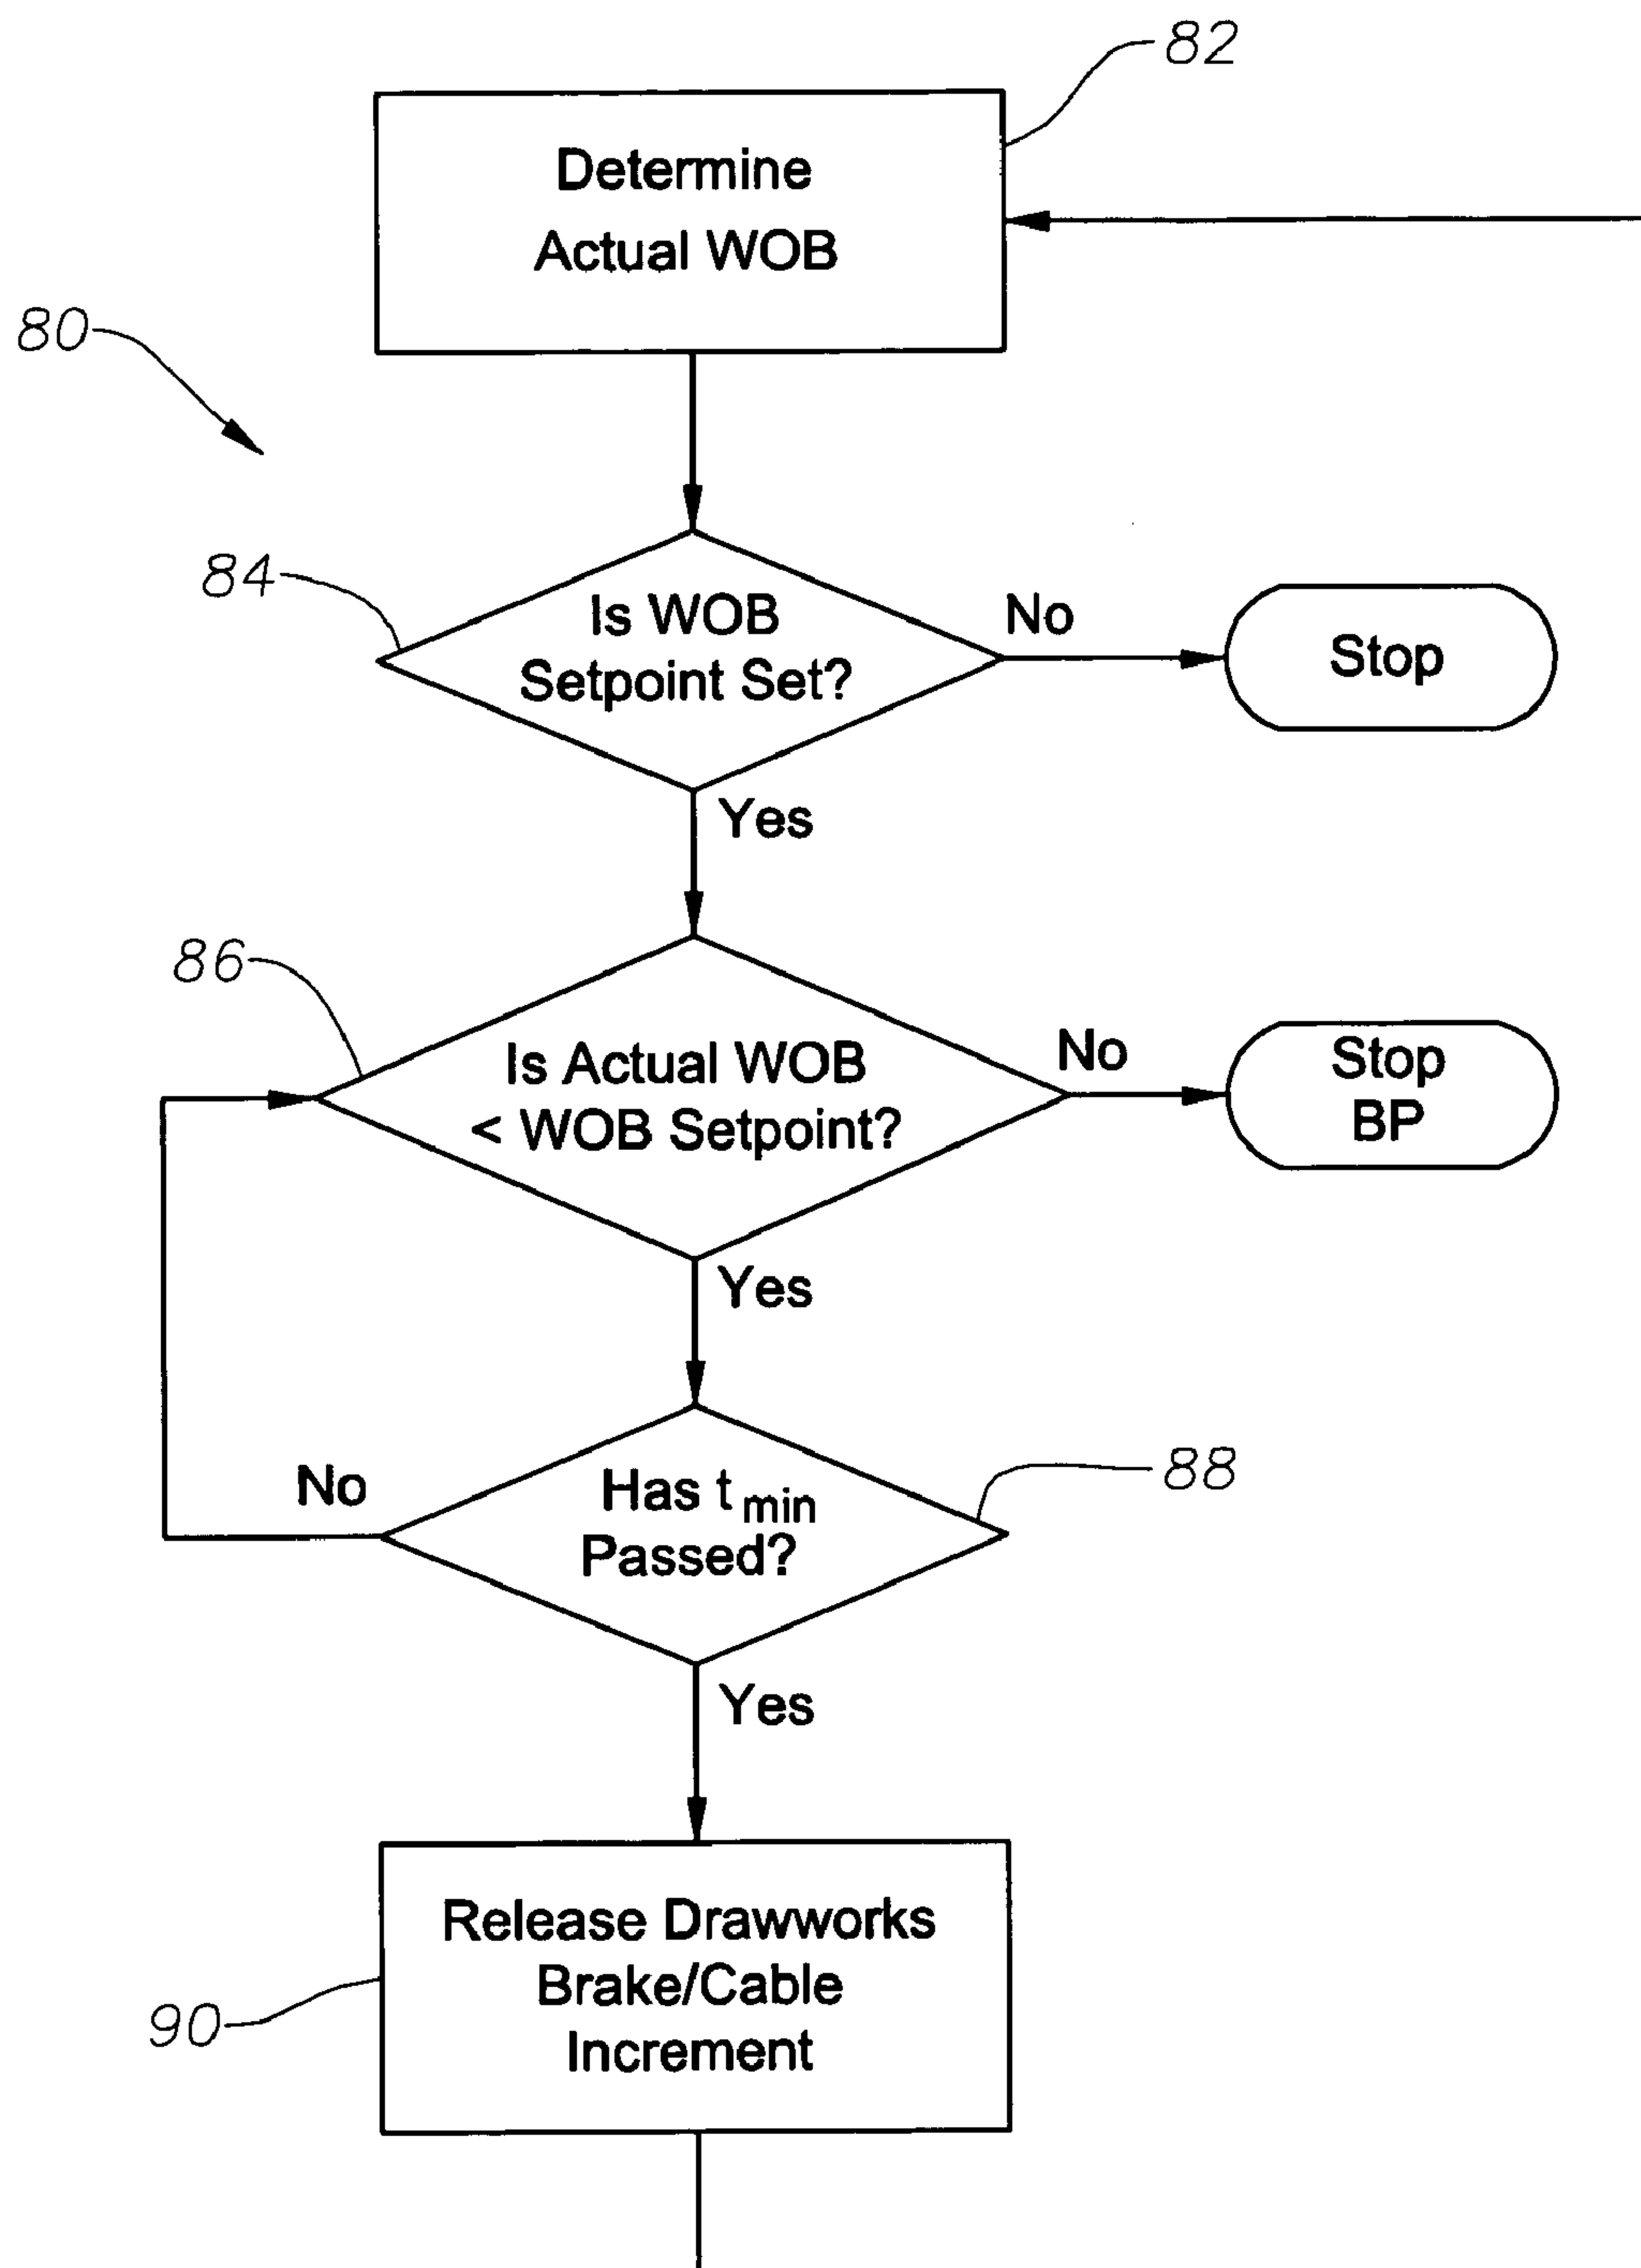 82
Determine
Actual WOB
80
84
Is WOB
Setpoint Set?
No
Stop
Yes
86
Is Actual WOB
< WOB Setpoint?
No
Stop
BP
Yes
88
No
Has t min
Passed?
Yes
Release Drawworks
Brake/Cable
Increment
90